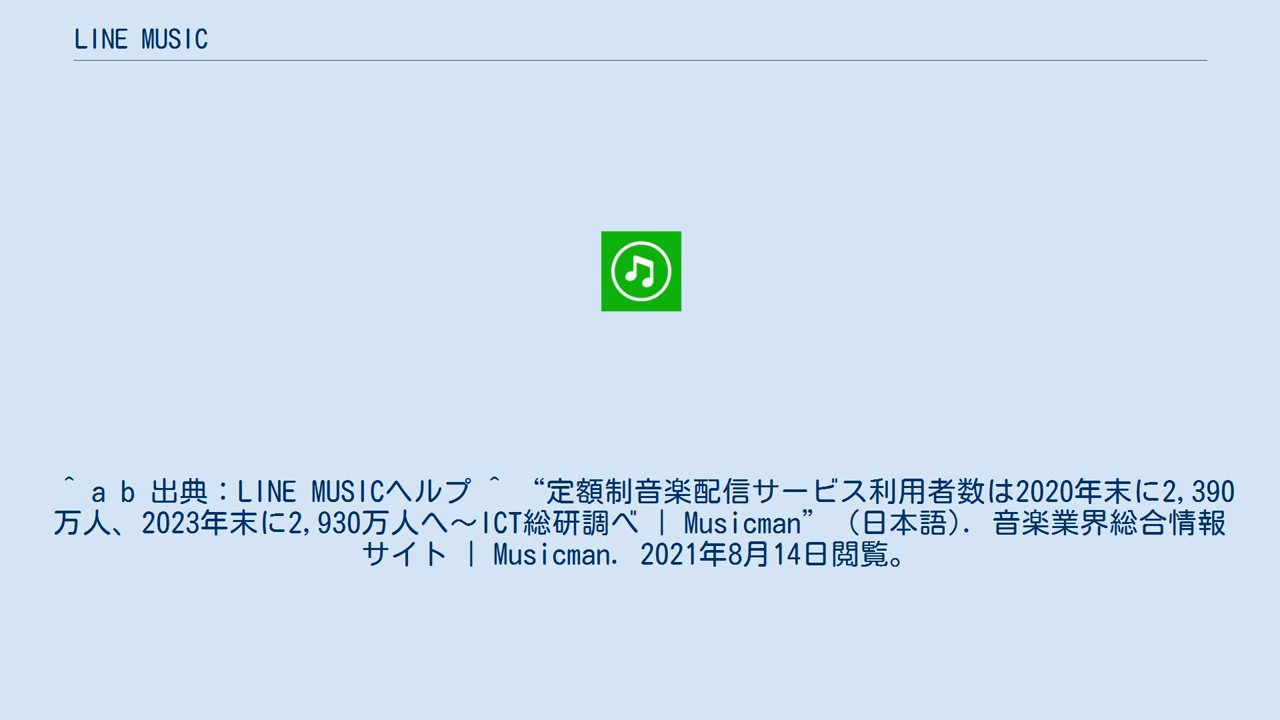 LINE MUSIC
^ a b 出典：LINE MUSICヘルプ ^ “定額制音楽配信サービス利用者数は2020年末に2,390
万人、2023年末に2,930万人へ～ICT総研調べ | Musicman” （日本語）. 音楽業界総合情報
サイト | Musicman. 2021年8月14日閲覧。